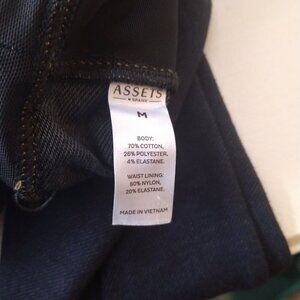 ASSETS
BY SPANX
M
BODY:
70% COTTON,
26% POLYESTER,
4% ELASTANE.
WAIST LINING:
80% NYLON,
20% ELASTANE.
MADE IN VIETNAM